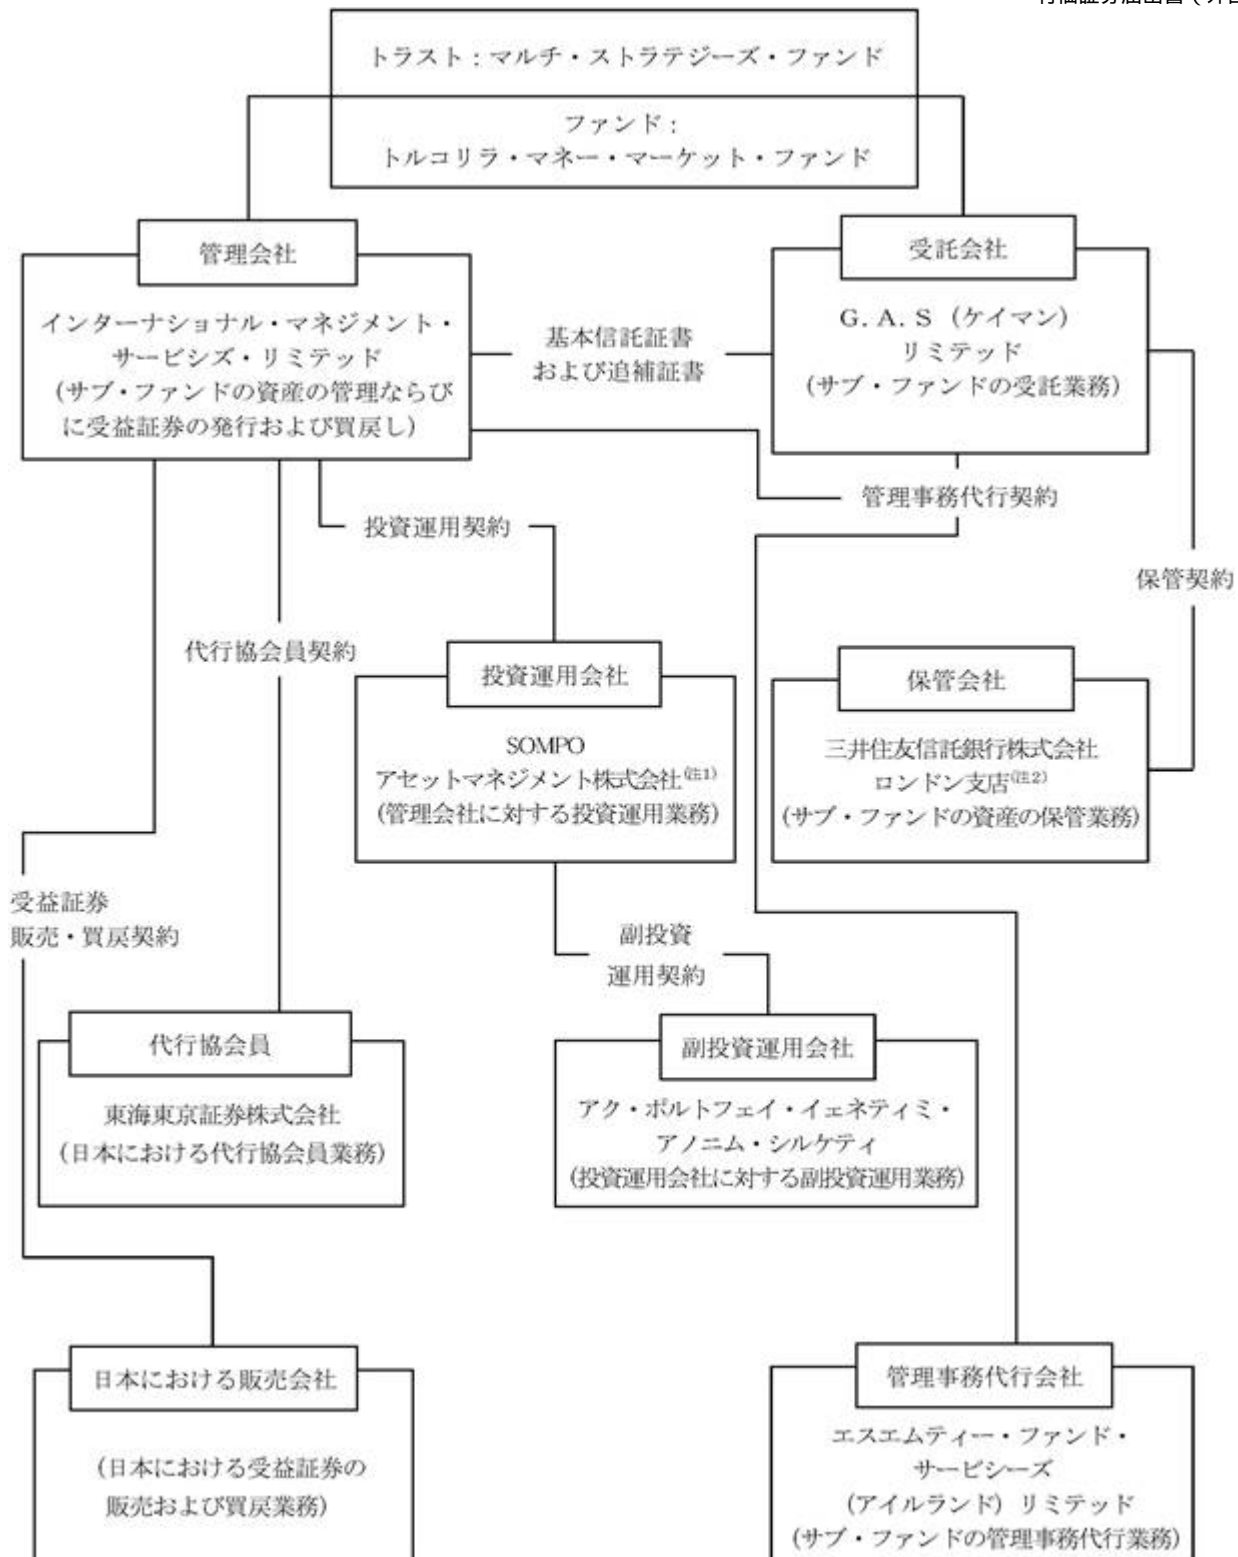 トラスト：マルチ・ストラテジーズ・ファンド
ファンド：
トルコリラ・マネー・マーケット・ファンド
管理会社
インターナショナル・マネジメント・
サービシズ・リミテッド
（サブ・ファンドの資産の管理ならび
に受益証券の発行および買戻し）
基本信託証書
および追補証書
受託会社
G. A. S （ケイマン）
リミテッド
（サブ・ファンドの受託業務）
管理事務代行契約
投資運用契約
保管契約
代行協会員契約
投資運用会社
SOMPO
アセットマネジメント株式会社(注1)
（管理会社に対する投資運用業務）
保管会社
三井住友信託銀行株式会社
ロンドン支店(注2)
（サブ・ファンドの資産の保管業務）
受益証券
販売・買戻契約
副投資
運用契約
代行協会員
東海東京証券株式会社
（日本における代行協会員業務）
副投資運用会社
アク・ポルトフェイ・イェネティミ・
アノニム・シルケティ
（投資運用会社に対する副投資運用業務）
日本における販売会社
（日本における受益証券の
販売および買戻業務）
管理事務代行会社
エスエムティー・ファンド・
サービシーズ
（アイルランド）リミテッド
（サブ・ファンドの管理事務代行業務）